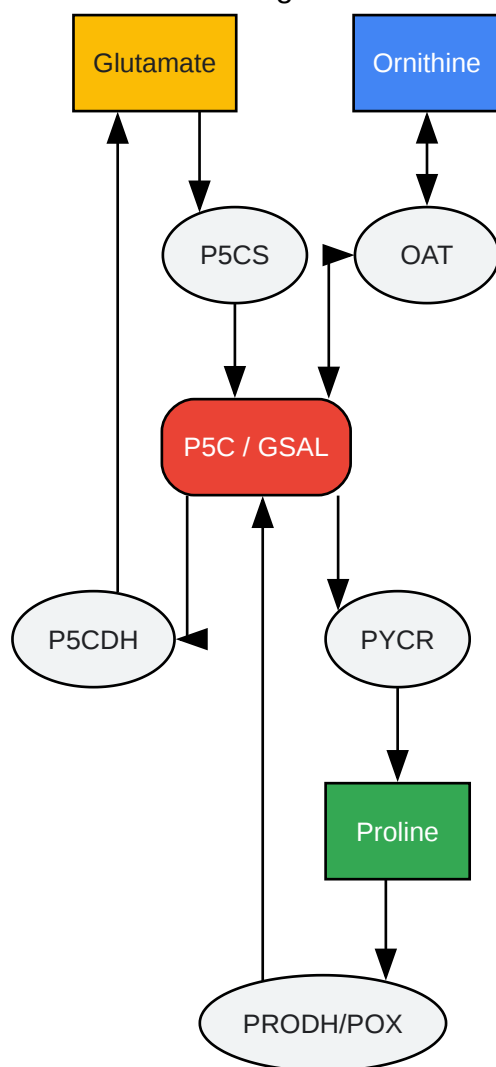 Glutamate
Ornithine
P5CS
OAT
P5C / GSAL
P5CDH
PYCR
Proline
PRODH/POX